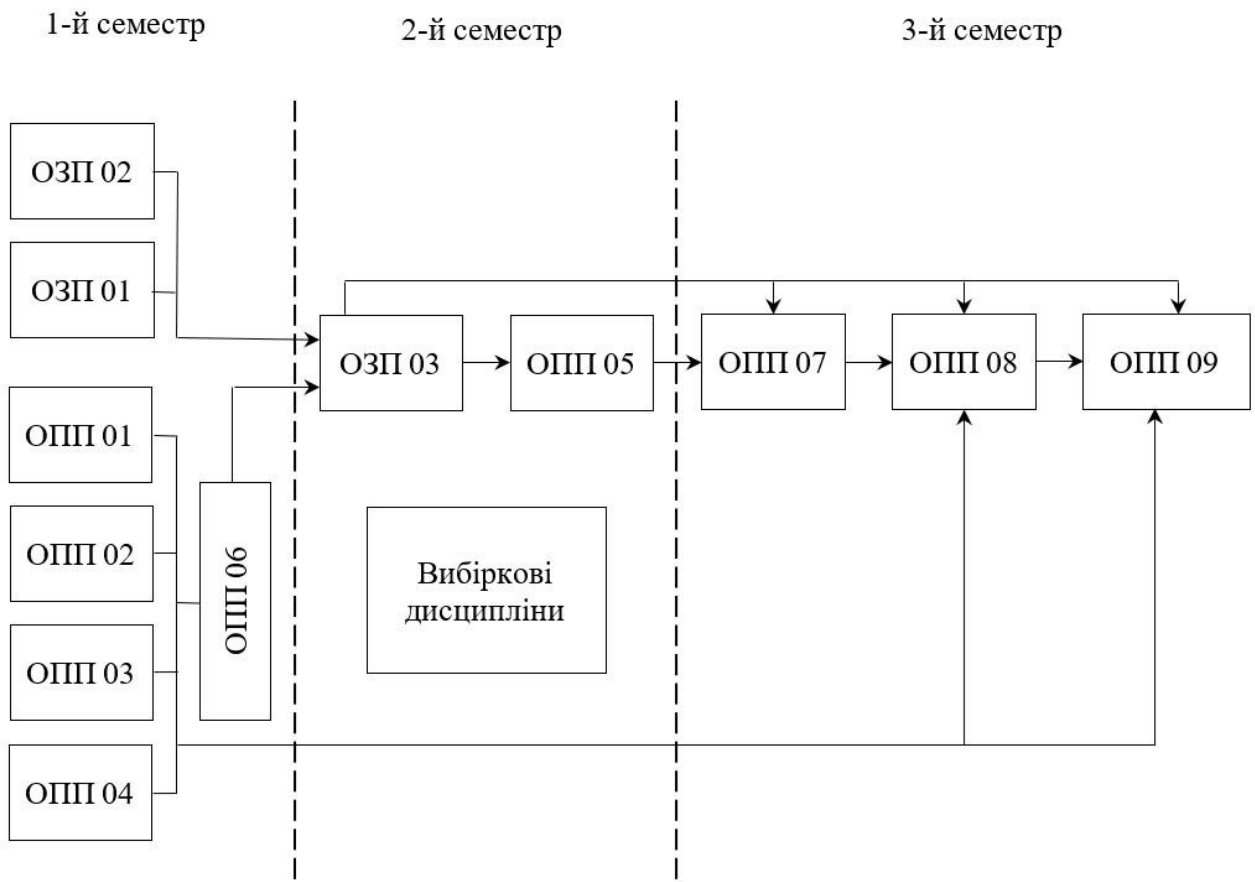 1-й семестр
2-й семестр
3-й семестр
ОЗП 02
ОЗП 01
ОЗП 03
ОПП 05
ОПП 07
ОПП 08
ОПП 09
ОПП 01
ОПП 02
ОПП 03
ОПП 04
ОПП 06
Вибіркові
дисципліни